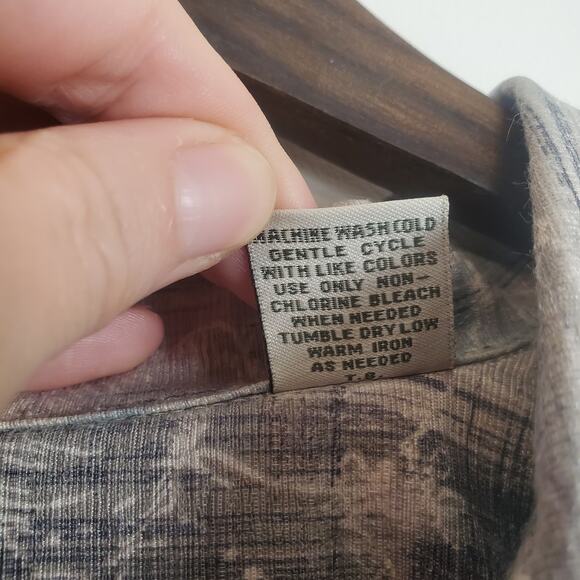 MACHINE WASH COLD
GENTLE CYCLE
WITH LIKE COLORS
USE ONLY NON-
CHLORINE BLEACH
WHEN NEEDED
TUMBLE DRY LOW
WARM IRON
AS NEEDED